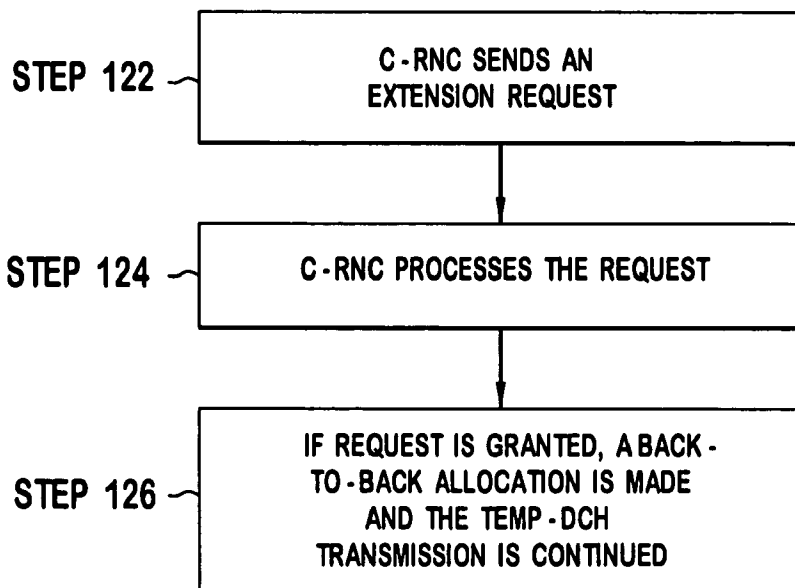 STEP 122
C-RNC SENDS AN
EXTENSION REQUEST
STEP 124
C-RNC PROCESSES THE REQUEST
STEP 126
IF REQUEST IS GRANTED, A BACK-
TO-BACK ALLOCATION IS MADE
AND THE TEMP-DCH
TRANSMISSION IS CONTINUED